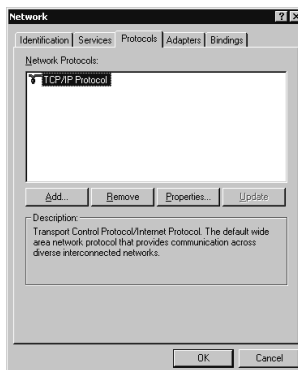 Network
Identification Services Protocols Adapters Bindings
Network Protocols:
TCP/IP Protocol
Add... Remove Properties... Update
Description:
Transport Control Protocol/Internet Protocol. The default wide
area network protocol that provides communication across
diverse interconnected networks.
OK Cancel